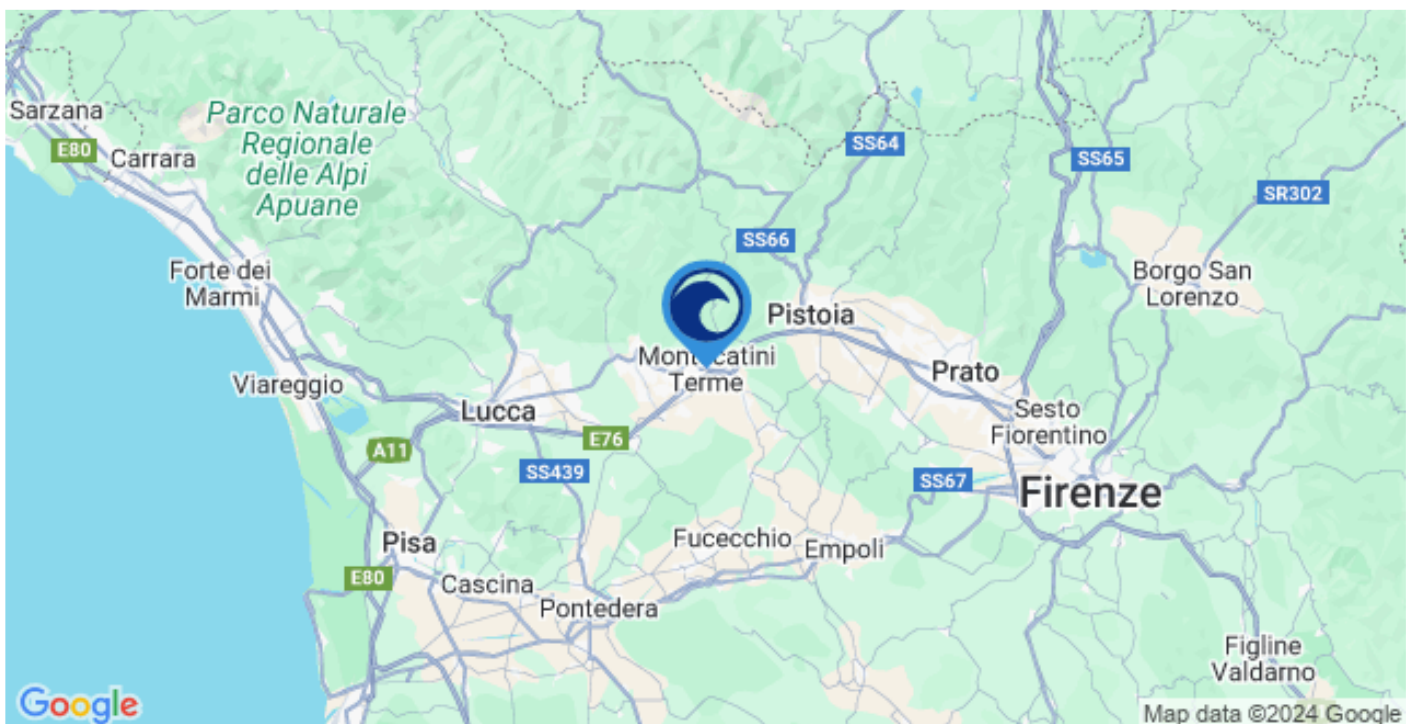 Sarzana
Parco Naturale
Regionale
delle Alpi
Apuane
E80
Carrara
SS64
SS65
SR302
SS66
Forte dei
Marmi
Borgo San
Lorenzo
Pistoia
Montecatini
Terme
Viareggio
Prato
Lucca
Sesto
Fiorentino
E76
A11
SS439
SS67
Firenze
Pisa
Fucecchio
Empoli
E80
Cascina
Pontedera
Figline
Valdarno
Google
Map data ©2024 Google